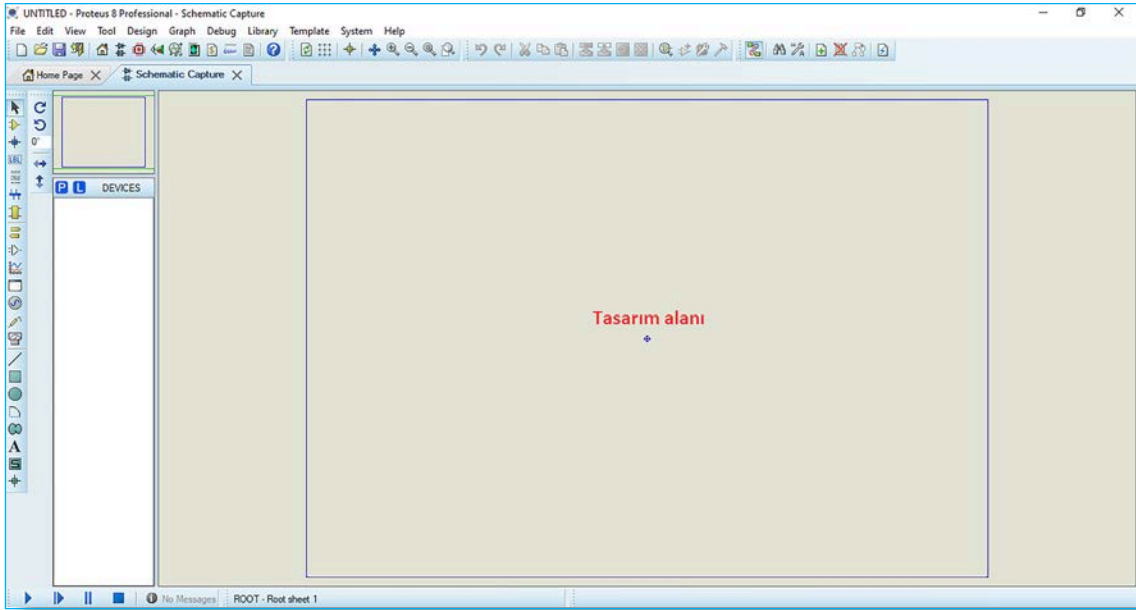 UNTITLED - Proteus 8 Professional - Schematic Capture
File Edit View Tool Design Graph Debug Library Template System Help
Home Page
Schematic Capture
0°
LBL
P L DEVICES
Tasarım alanı
A
No Messages ROOT - Root sheet 1